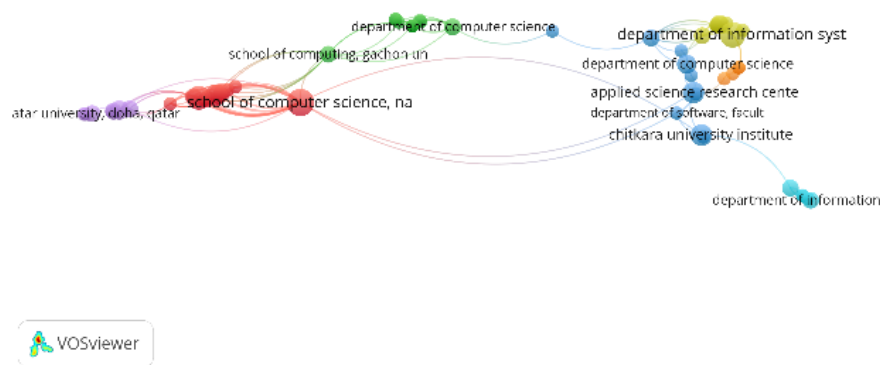 department of computer science
department of information syst
school of computing, gachon un
department of computer science
applied science research cente
school of computer science, na
atar university, doha, qatar
department of software, facult
chitkara university institute
department of information
VOSviewer